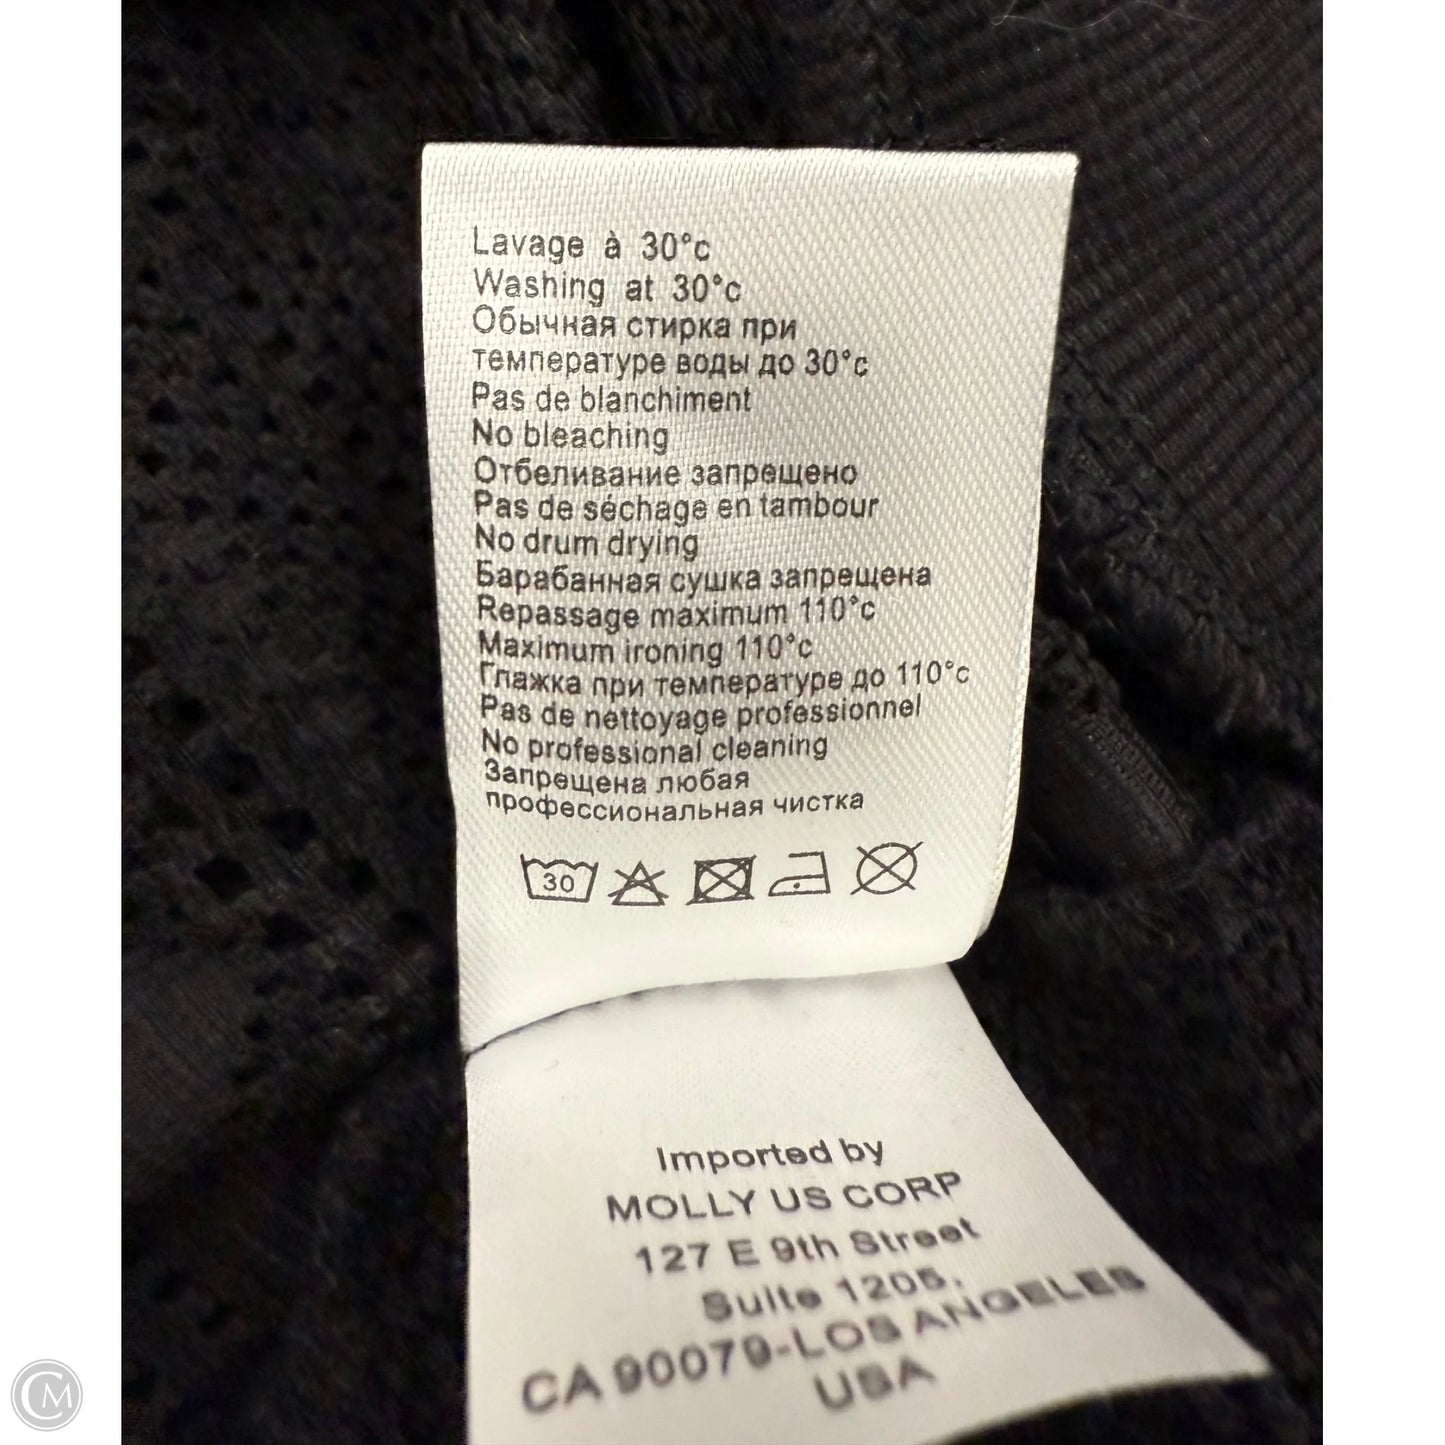 Lavage à 30°c
Washing at 30°c
Обычная стирка при
температуре воды до 30°c
Pas de blanchiment
No bleaching
Отбеливание запрещено
Pas de séchage en tambour
No drum drying
Барабанная сушка запрещена
Repassage maximum 110°c
Maximum ironing 110°c
Глажка при температуре до 110°c
Pas de nettoyage professionnel
No professional cleaning
Запрещена любая
профессиональная чистка
30
Imported by
MOLLY US CORP
127 E 9th Street
Suite 1205,
CA 90079-LOS ANGELES
USA
CM